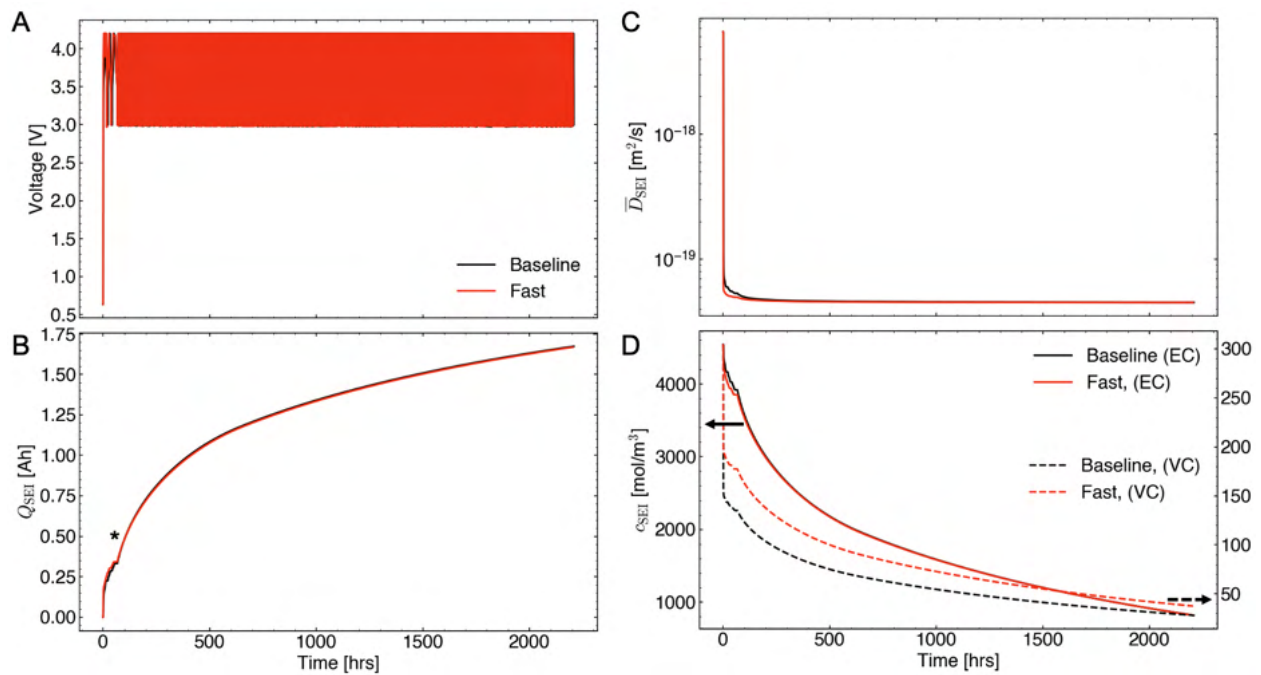 A
Voltage [V]
4.0
3.5
3.0
2.5
2.0
1.5
1.0
0.5
Baseline
Fast
B
Q_SEI [Ah]
1.75
1.50
1.25
1.00
0.75
0.50
0.25
0.00
*
0 500 1000 1500 2000
Time [hrs]
C
D̅_SEI [m²/s]
10⁻¹⁸
10⁻¹⁹
D
c_SEI [mol/m³]
4000
3000
2000
1000
Baseline (EC)
Fast, (EC)
Baseline, (VC)
Fast, (VC)
300
250
200
150
100
50
0 500 1000 1500 2000
Time [hrs]